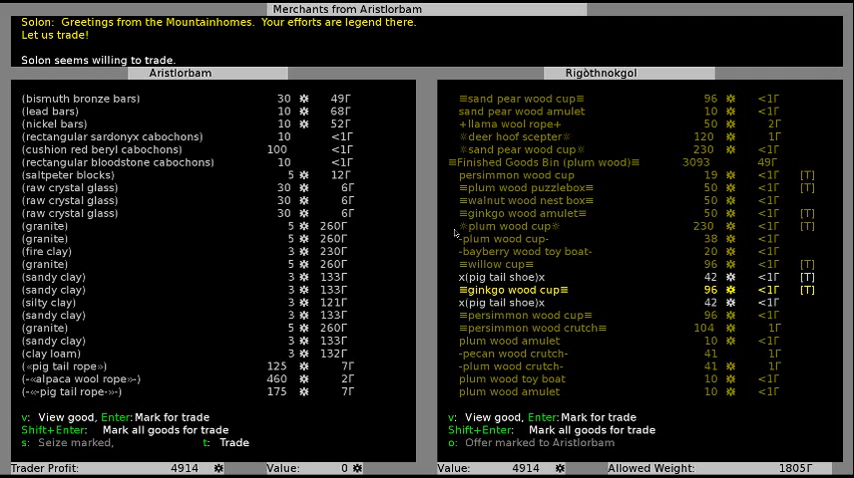 Merchants from Aristlorbam
Solon: Greetings from the Mountainhomes. Your efforts are legend there.
Let us trade!
Solon seems willing to trade.
Aristlorbam
(bismuth bronze bars) 30 ☼ 49Γ
(lead bars) 10 ☼ 68Γ
(nickel bars) 10 ☼ 52Γ
(rectangular sardonyx cabochons) 10 <1Γ
(cushion red beryl cabochons) 100 <1Γ
(rectangular bloodstone cabochons) 10 <1Γ
(saltpeter blocks) 5 ☼ 12Γ
(raw crystal glass) 30 ☼ 6Γ
(raw crystal glass) 30 ☼ 6Γ
(raw crystal glass) 30 ☼ 6Γ
(granite) 5 ☼ 260Γ
(granite) 5 ☼ 260Γ
(fire clay) 3 ☼ 230Γ
(granite) 5 ☼ 260Γ
(sandy clay) 3 ☼ 133Γ
(sandy clay) 3 ☼ 133Γ
(silty clay) 3 ☼ 121Γ
(sandy clay) 3 ☼ 133Γ
(granite) 5 ☼ 260Γ
(sandy clay) 3 ☼ 133Γ
(clay loam) 3 ☼ 132Γ
(«pig tail rope») 125 7Γ
(-«alpaca wool rope»-) 460 ☼ 2Γ
(-«-pig tail rope-»-) 175 ☼ 7Γ
v: View good, Enter: Mark for trade
Shift+Enter: Mark all goods for trade
s: Seize marked, t: Trade
Trader Profit: 4914 ☼ Value: 0 ☼
Rigòthnokgol
≡sand pear wood cup≡ 96 ☼ <1Γ
sand pear wood amulet 10 ☼ <1Γ
+llama wool rope+ 50 ☼ 2Γ
☼deer hoof scepter☼ 120 ☼ 1Γ
☼sand pear wood cup☼ 230 ☼ <1Γ
≡Finished Goods Bin (plum wood)≡ 3093 49Γ
persimmon wood cup 19 ☼ <1Γ [T]
≡plum wood puzzlebox≡ 50 ☼ <1Γ [T]
≡walnut wood nest box≡ 50 ☼ <1Γ
≡ginkgo wood amulet≡ 50 ☼ <1Γ [T]
☼plum wood cup☼ 230 ☼ <1Γ [T]
-plum wood cup- 38 ☼ <1Γ
-bayberry wood toy boat- 20 ☼ <1Γ
≡willow cup≡ 96 ☼ <1Γ [T]
x(pig tail shoe)x 42 ☼ <1Γ [T]
≡ginkgo wood cup≡ 96 ☼ <1Γ [T]
x(pig tail shoe)x 42 ☼ <1Γ
≡persimmon wood cup≡ 96 ☼ <1Γ
≡persimmon wood crutch≡ 104 ☼ 1Γ
plum wood amulet 10 ☼ <1Γ
-pecan wood crutch- 41 1Γ
-plum wood crutch- 41 ☼ 1Γ
plum wood toy boat 10 ☼ <1Γ
plum wood amulet 10 ☼ <1Γ
v: View good, Enter: Mark for trade
Shift+Enter: Mark all goods for trade
o: Offer marked to Aristlorbam
Value: 4914 ☼ Allowed Weight: 1805Γ